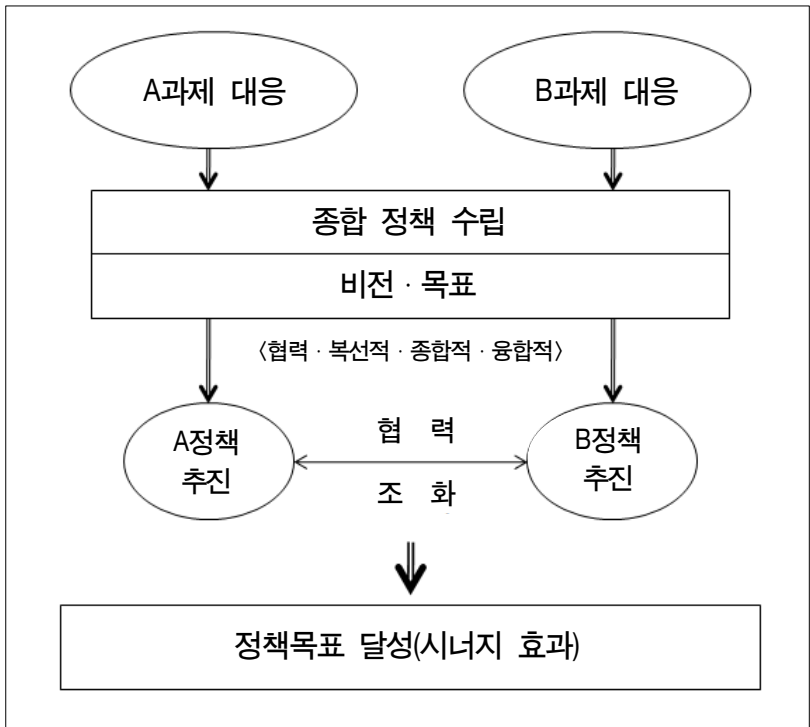 A과제 대응
B과제 대응
종합 정책 수립
비전 · 목표
〈협력 · 복선적 · 종합적 · 융합적〉
A정책
추진
협 력
조 화
B정책
추진
정책목표 달성(시너지 효과)